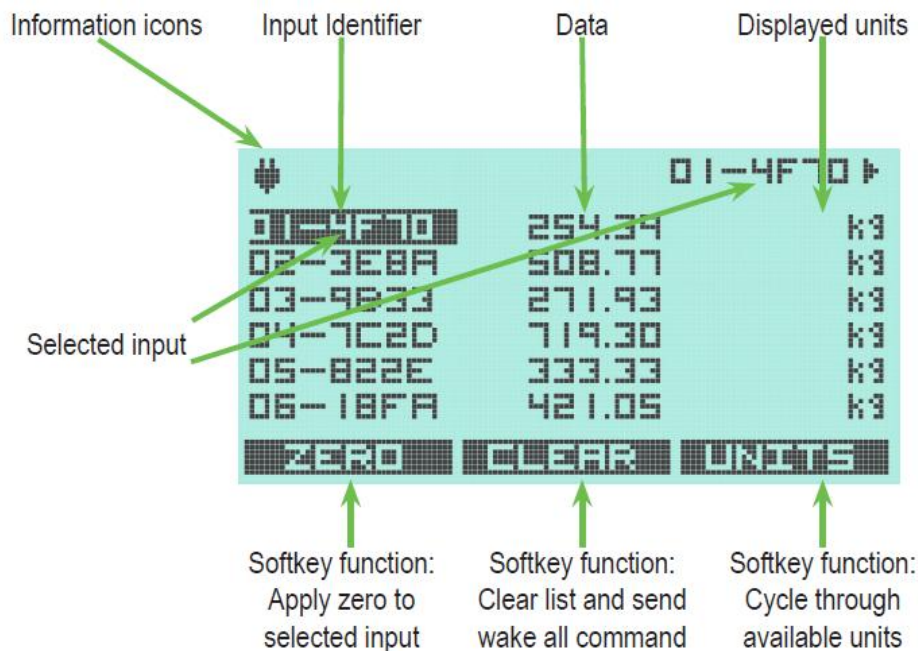 Information icons Input Identifier Data Displayed units
01-4F70
01-4F70 254.39 kg
02-3E8A 508.77 kg
03-9B33 271.93 kg
Selected input
04-7C2D 719.30 kg
05-822E 333.33 kg
06-18FA 421.05 kg
ZERO CLEAR UNITS
Softkey function: Softkey function: Softkey function:
Apply zero to Clear list and send Cycle through
selected input wake all command available units